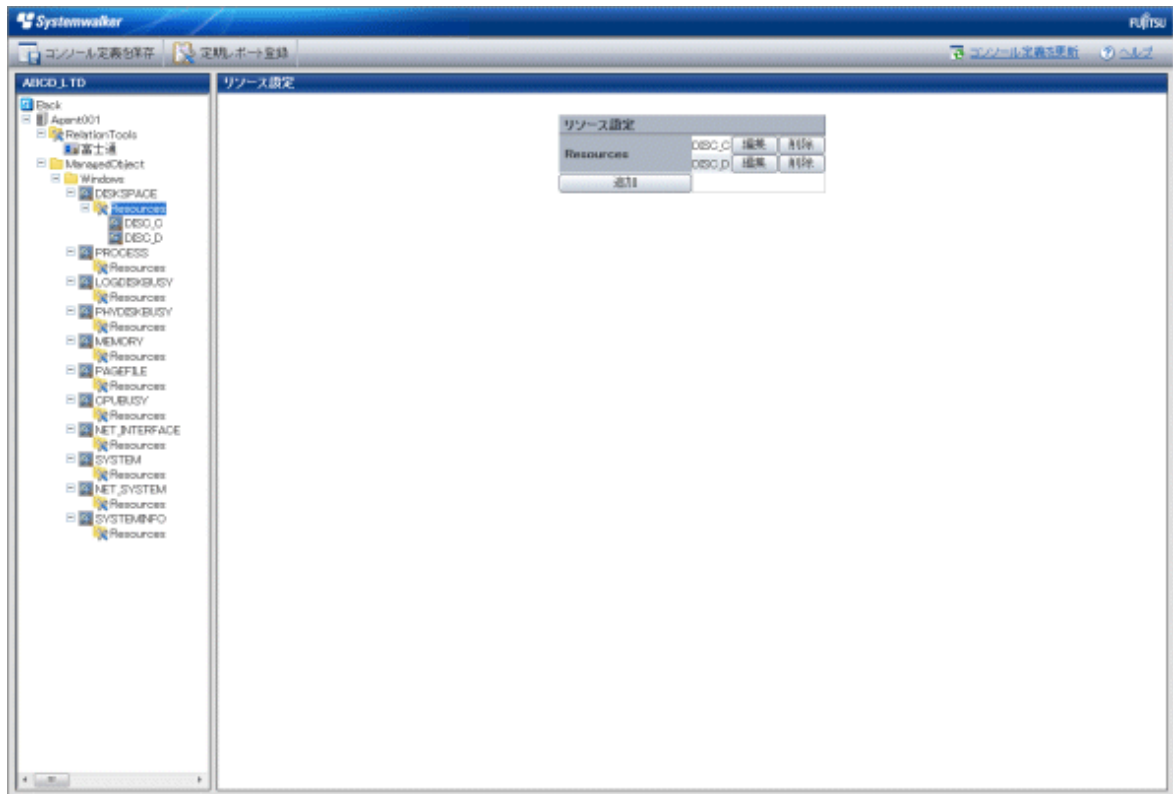 Systemwalker
FUJITSU
コンソール定義を保存
定期レポート登録
コンソール定義を更新
ヘルプ
ABCD_LTD
リソース設定
Back
Agent001
RelationTools
富士通
ManagedObject
Windows
DISKSPACE
Resources
DISC_C
DISC_D
PROCESS
Resources
LOGDISKBUSY
Resources
PHYDISKBUSY
Resources
MEMORY
Resources
PAGEFILE
Resources
CPUBUSY
Resources
NET_INTERFACE
Resources
SYSTEM
Resources
NET_SYSTEM
Resources
SYSTEMINFO
Resources
リソース設定
Resources
DISC_C 編集 削除
DISC_D 編集 削除
追加